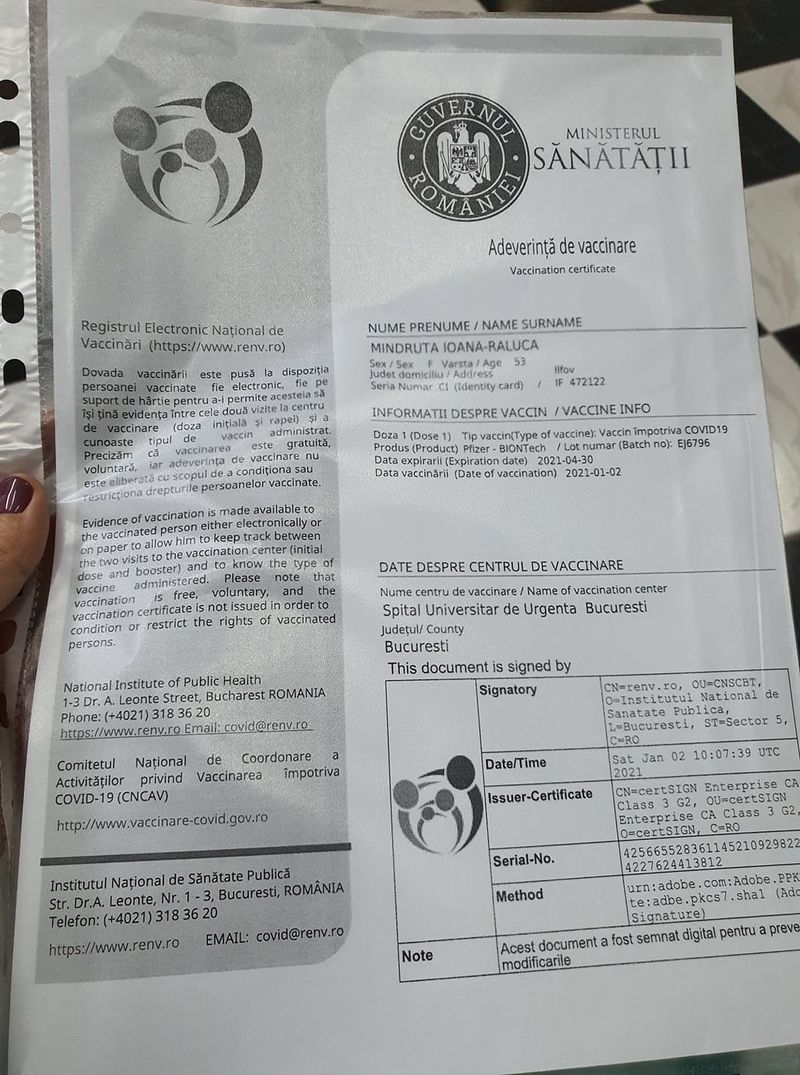 GUVERNUL ROMÂNIEI
MINISTERUL
SĂNĂTĂȚII
Adeverință de vaccinare
Vaccination certificate
Registrul Electronic Național de
Vaccinări (https://www.renv.ro)
Dovada vaccinării este pusă la dispoziția
persoanei vaccinate fie electronic, fie pe
suport de hârtie pentru a-i permite acesteia să
își țină evidența între cele două vizite la centru
de vaccinare (doza inițială și rapel) și a
cunoaste tipul de vaccin administrat.
Precizăm că vaccinarea este gratuită,
voluntară, iar adeverința de vaccinare nu
este eliberată cu scopul de a condiționa sau
restricționa drepturile persoanelor vaccinate.
Evidence of vaccination is made available to
the vaccinated person either electronically or
on paper to allow him to keep track between
the two visits to the vaccination center (initial
dose and booster) and to know the type of
vaccine administered. Please note that
vaccination is free, voluntary, and the
vaccination certificate is not issued in order to
condition or restrict the rights of vaccinated
persons.
National Institute of Public Health
1-3 Dr. A. Leonte Street, Bucharest ROMANIA
Phone: (+4021) 318 36 20
https://www.renv.ro Email: covid@renv.ro
Comitetul Național de Coordonare a
Activităților privind Vaccinarea împotriva
COVID-19 (CNCAV)
http://www.vaccinare-covid.gov.ro
Institutul Național de Sănătate Publică
Str. Dr.A. Leonte, Nr. 1 - 3, Bucuresti, ROMÂNIA
Telefon: (+4021) 318 36 20
https://www.renv.ro EMAIL: covid@renv.ro
NUME PRENUME / NAME SURNAME
MINDRUTA IOANA-RALUCA
Sex / Sex F Varsta / Age 53
Judet domiciliu / Address Ilfov
Seria Numar CI (Identity card) / IF 472122
INFORMATII DESPRE VACCIN / VACCINE INFO
Doza 1 (Dose 1) Tip vaccin(Type of vaccine): Vaccin împotriva COVID19
Produs (Product) Pfizer - BIONTech / Lot numar (Batch no): EJ6796
Data expirarii (Expiration date) 2021-04-30
Data vaccinării (Date of vaccination) 2021-01-02
DATE DESPRE CENTRUL DE VACCINARE
Nume centru de vaccinare / Name of vaccination center
Spital Universitar de Urgenta Bucuresti
Județul/ County
Bucuresti
This document is signed by
Signatory
CN=renv.ro, OU=CNSCBT,
O=Institutul National de
Sanatate Publica,
L=Bucuresti, ST=Sector 5,
C=RO
Date/Time
Sat Jan 02 10:07:39 UTC
2021
Issuer-Certificate
CN=certSIGN Enterprise CA
Class 3 G2, OU=certSIGN
Enterprise CA Class 3 G2,
O=certSIGN, C=RO
Serial-No.
425665528361145210929822
4227624413812
Method
urn:adobe.com:Adobe.PPK
te:adbe.pkcs7.sha1 (Ado
Signature)
Note
Acest document a fost semnat digital pentru a preve
modificarile